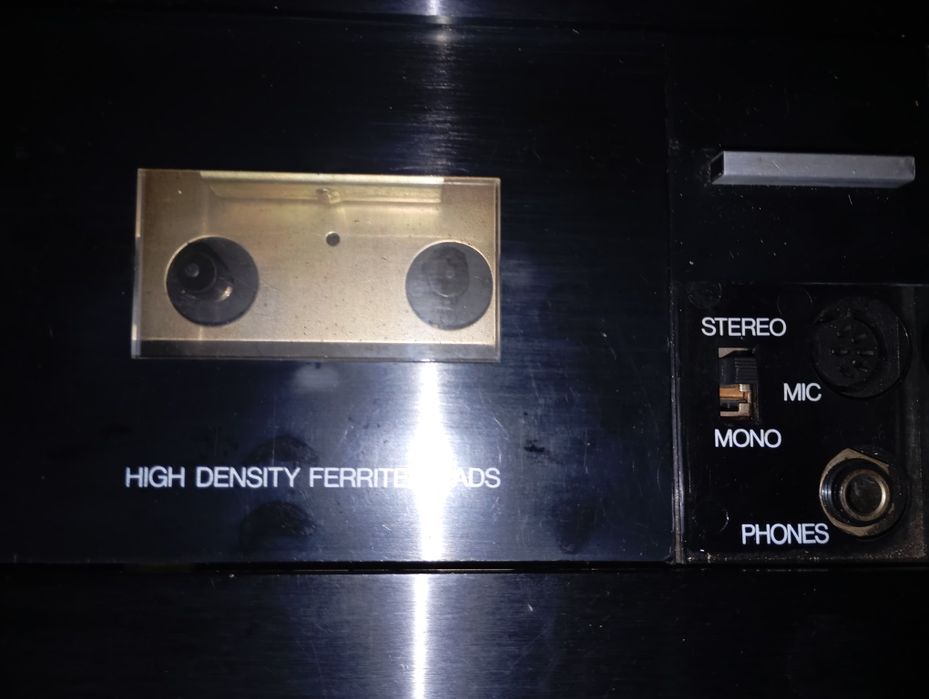 STEREO
MIC
MONO
HIGH DENSITY FERRITE
PHONES